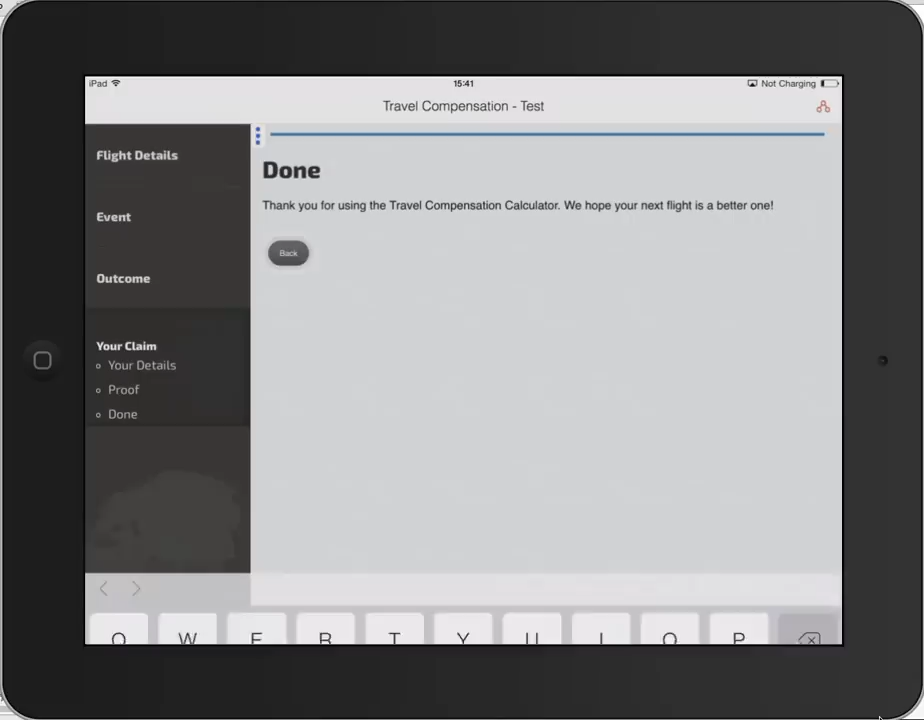 iPad
15:41
Not Charging
Travel Compensation - Test
Flight Details
Event
Outcome
Your Claim
Your Details
Proof
Done
Done
Thank you for using the Travel Compensation Calculator. We hope your next flight is a better one!
Back
Q W E R T Y U I O P